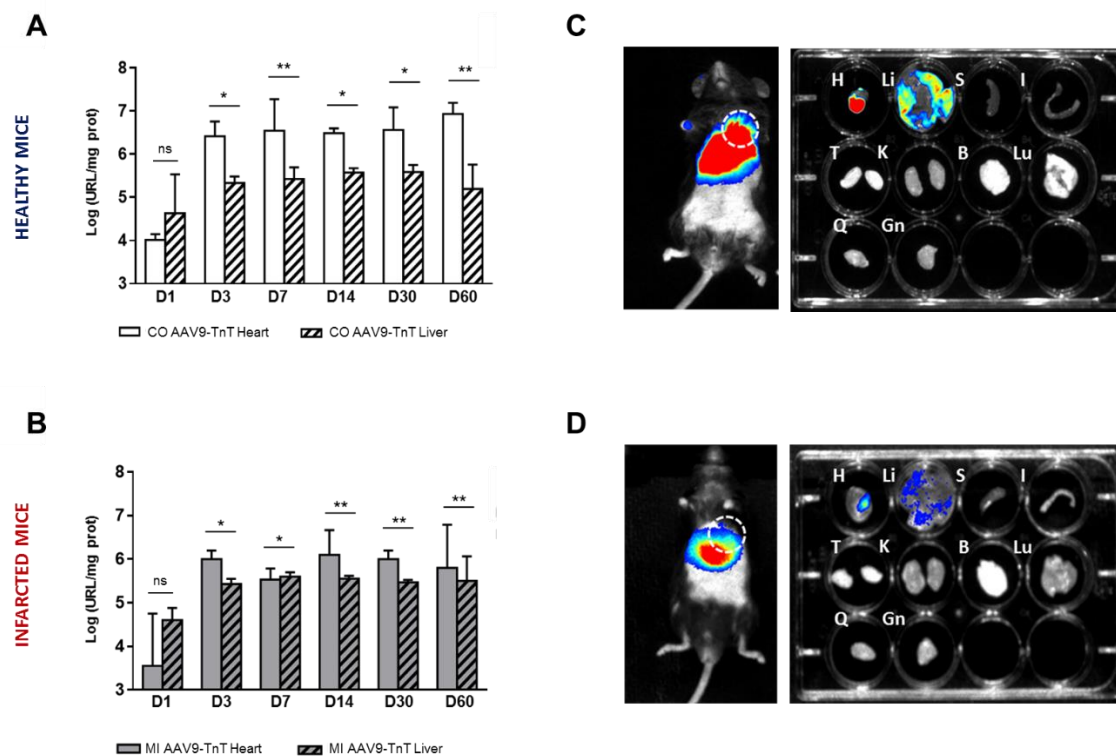 A
HEALTHY MICE
Log (URL/mg prot)
8
7
6
5
4
3
ns
*
**
*
*
**
D1 D3 D7 D14 D30 D60
CO AAV9-TnT Heart CO AAV9-TnT Liver
C
H Li S I
T K B Lu
Q Gn
B
INFARCTED MICE
Log (URL/mg prot)
8
7
6
5
4
3
ns
*
*
**
**
**
D1 D3 D7 D14 D30 D60
MI AAV9-TnT Heart MI AAV9-TnT Liver
D
H Li S I
T K B Lu
Q Gn